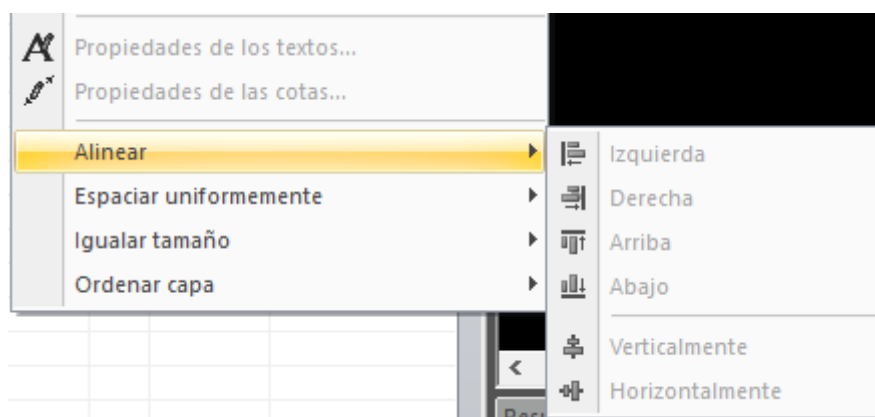 Propiedades de los textos...
Propiedades de las cotas...
Alinear
Espaciar uniformemente
Igualar tamaño
Ordenar capa
Izquierda
Derecha
Arriba
Abajo
Verticalmente
Horizontalmente